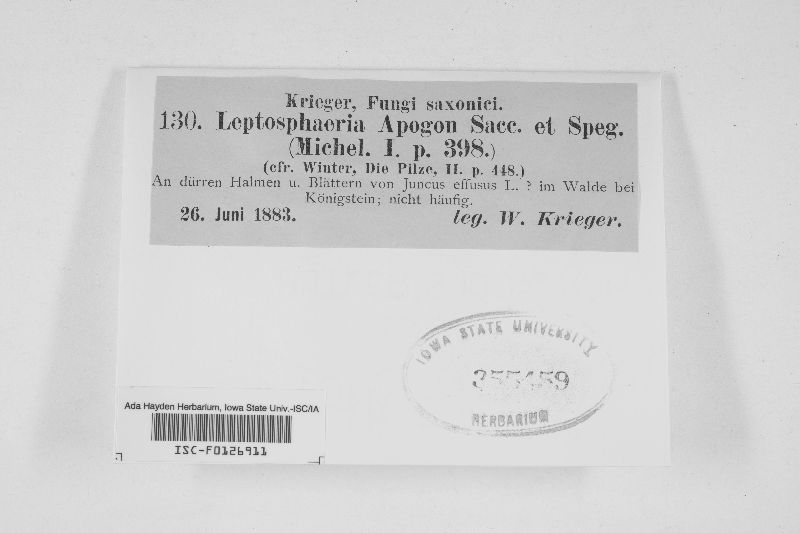 Krieger, Fungi saxonici.
130. Leptosphaeria Apogon Sacc. et Speg.
(Michel. I. p. 398.)
(cfr. Winter, Die Pilze, II. p. 448.)
An dürren Halmen u. Blättern von Juncus effusus L. ? im Walde bei
Königstein; nicht häufig.
26. Juni 1883.
leg. W. Krieger.
IOWA STATE UNIVERSITY
355459
HERBARIUM
Ada Hayden Herbarium, Iowa State Univ.-ISC/IA
ISC-F0126911